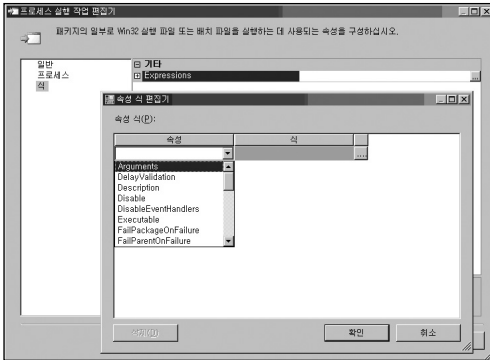 프로세스 실행 작업 편집기
패키지의 일부로 Win32 실행 파일 또는 배치 파일을 실행하는 데 사용되는 속성을 구성하십시오.
일반
프로세스
식
기타
Expressions
속성 식 편집기
속성 식(P):
속성 식
Arguments
DelayValidation
Description
Disable
DisableEventHandlers
Executable
FailPackageOnFailure
FailParentOnFailure
삭제(D) 확인 취소